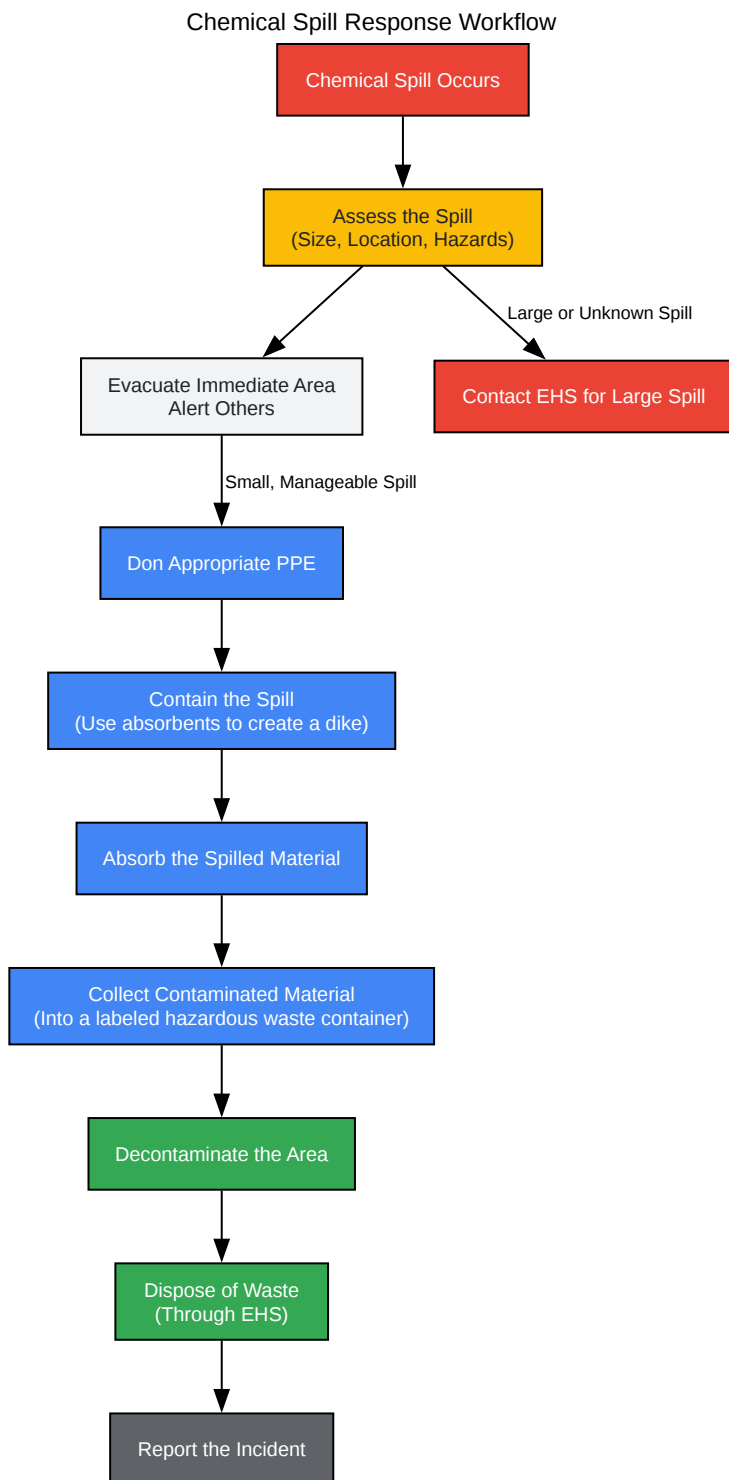 Chemical Spill Response Workflow
Chemical Spill Occurs
Assess the Spill
(Size, Location, Hazards)
Large or Unknown Spill
Evacuate Immediate Area
Alert Others
Contact EHS for Large Spill
Small, Manageable Spill
Don Appropriate PPE
Contain the Spill
(Use absorbents to create a dike)
Absorb the Spilled Material
Collect Contaminated Material
(Into a labeled hazardous waste container)
Decontaminate the Area
Dispose of Waste
(Through EHS)
Report the Incident